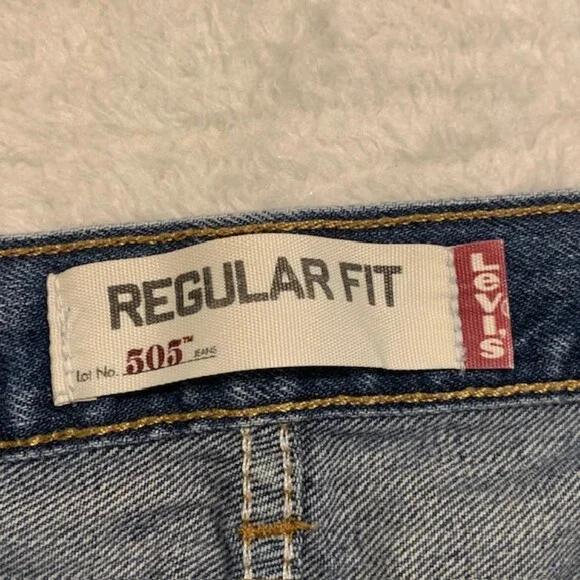 REGULAR FIT
Lot No. 505™ JEANS
Levi's